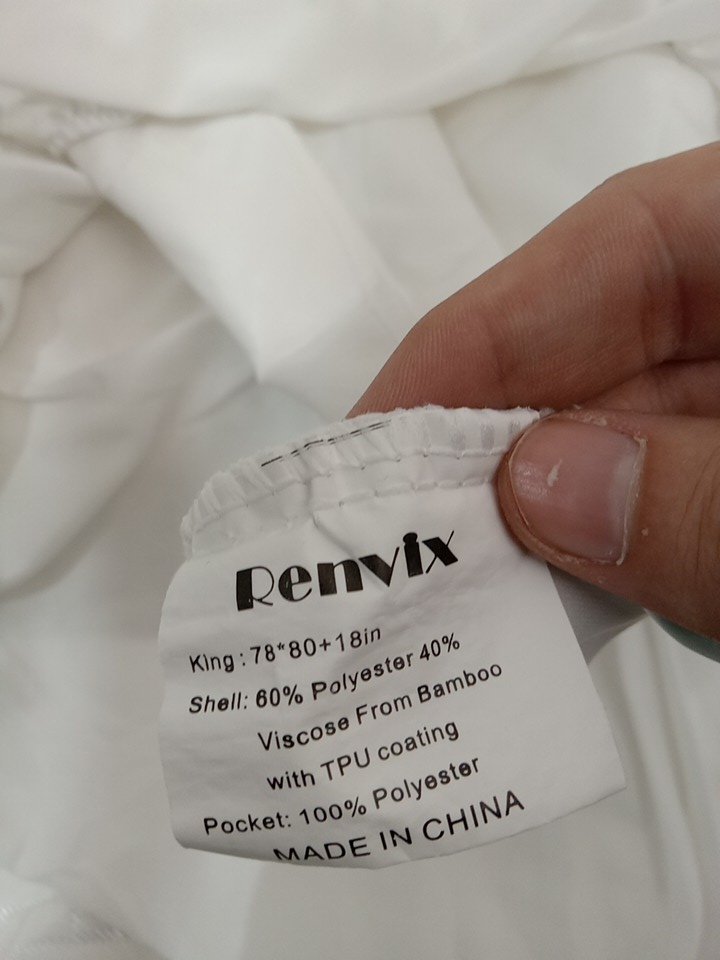 Renvix
King: 78*80+18in
Shell: 60% Polyester 40%
Viscose From Bamboo
with TPU coating
Pocket: 100% Polyester
MADE IN CHINA